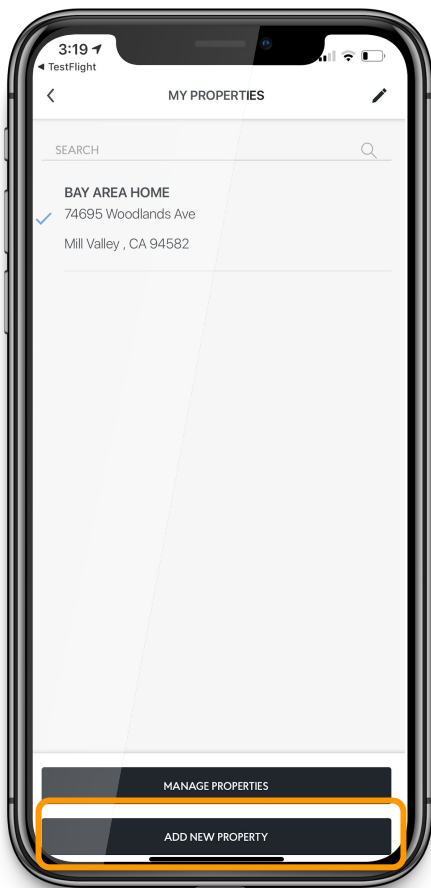 3:19
◀ TestFlight
MY PROPERTIES
SEARCH
BAY AREA HOME
74695 Woodlands Ave
Mill Valley , CA 94582
MANAGE PROPERTIES
ADD NEW PROPERTY